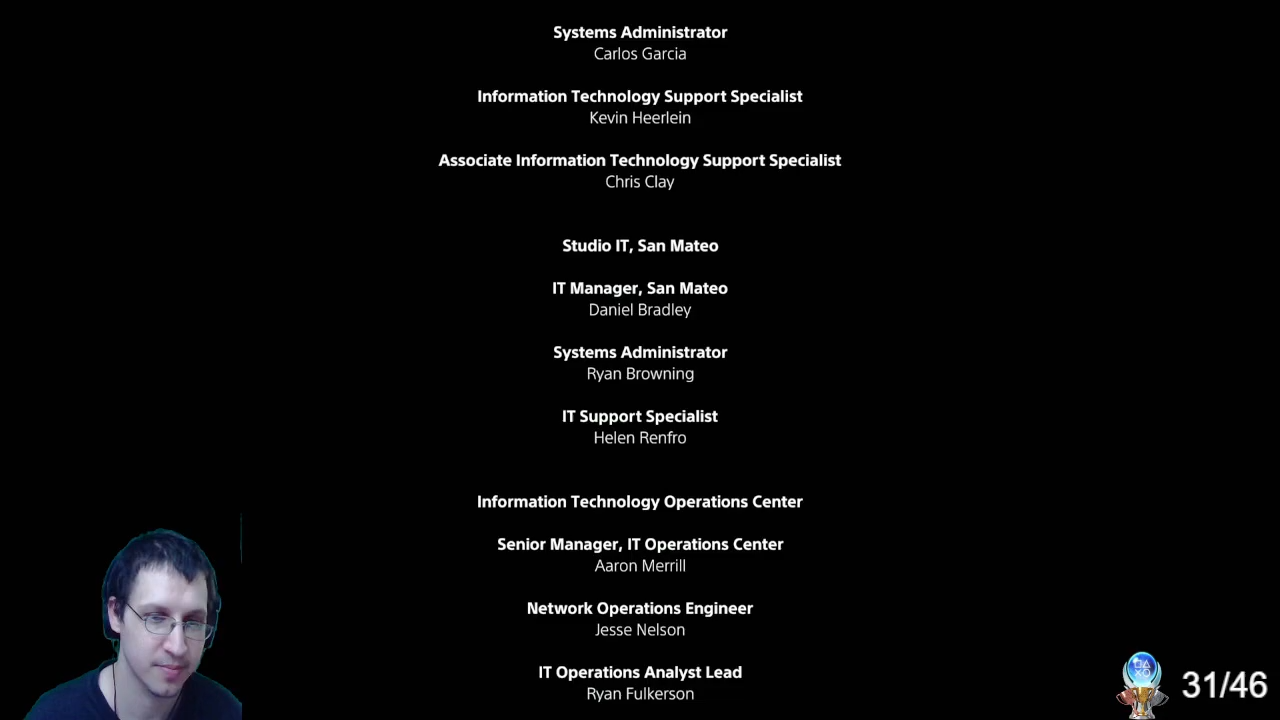 Systems Administrator
Carlos Garcia
Information Technology Support Specialist
Kevin Heerlein
Associate Information Technology Support Specialist
Chris Clay
Studio IT, San Mateo
IT Manager, San Mateo
Daniel Bradley
Systems Administrator
Ryan Browning
IT Support Specialist
Helen Renfro
Information Technology Operations Center
Senior Manager, IT Operations Center
Aaron Merrill
Network Operations Engineer
Jesse Nelson
IT Operations Analyst Lead
Ryan Fulkerson
31/46